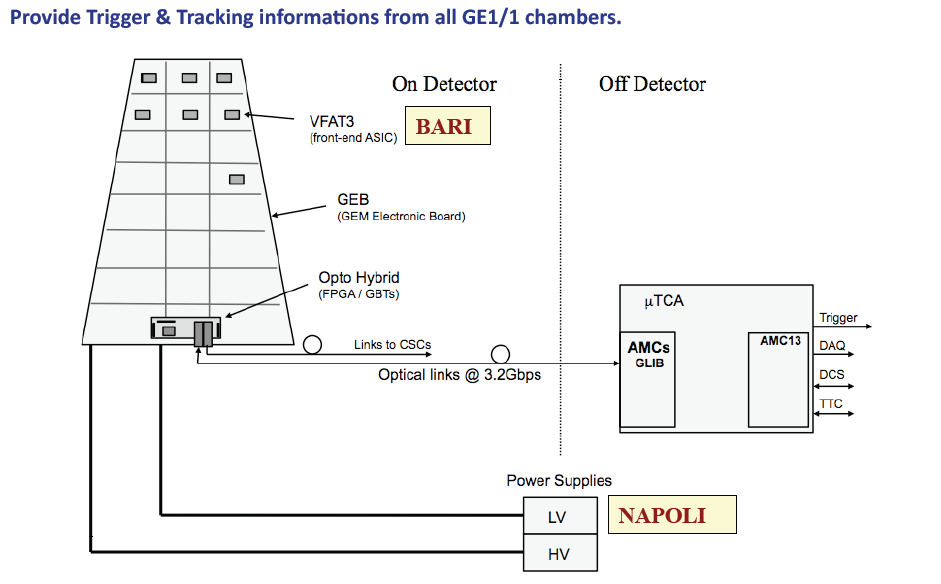 Provide Trigger & Tracking informations from all GE1/1 chambers.
On Detector
Off Detector
VFAT3
(front-end ASIC)
BARI
GEB
(GEM Electronic Board)
Opto Hybrid
(FPGA / GBTs)
Links to CSCs
Optical links @ 3.2Gbps
µTCA
AMCs
GLIB
AMC13
Trigger
DAQ
DCS
TTC
Power Supplies
LV
HV
NAPOLI